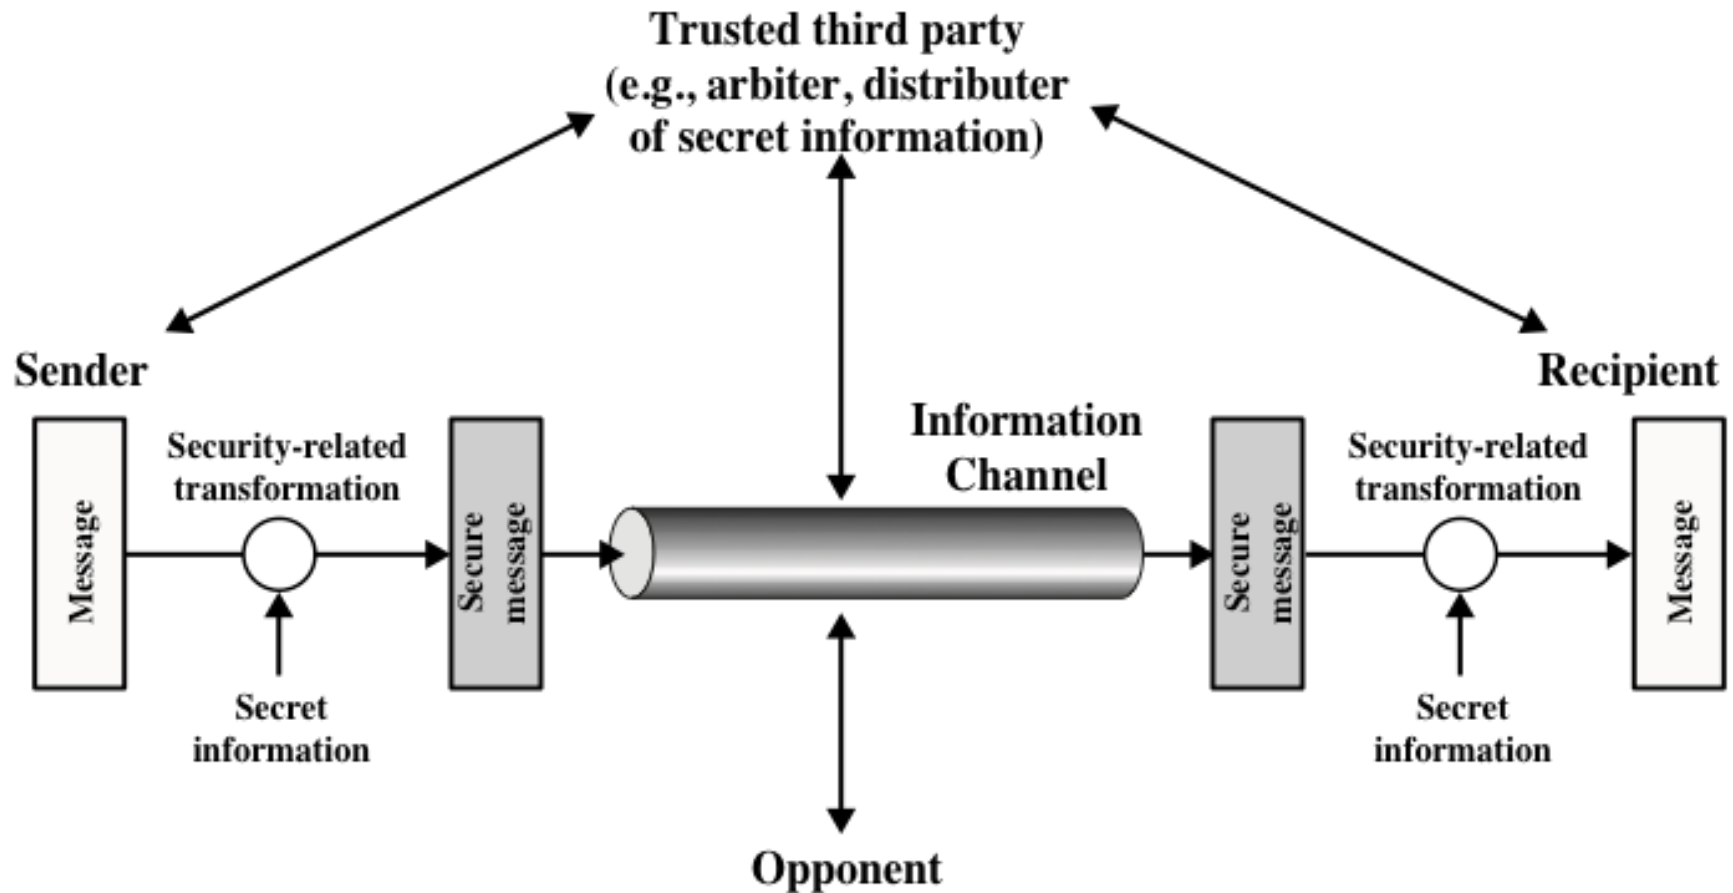 Trusted third party
(e.g., arbiter, distributer
of secret information)
Sender
Recipient
Information
Channel
Security-related
transformation
Security-related
transformation
Message
Secure
message
Secure
message
Message
Secret
information
Secret
information
Opponent